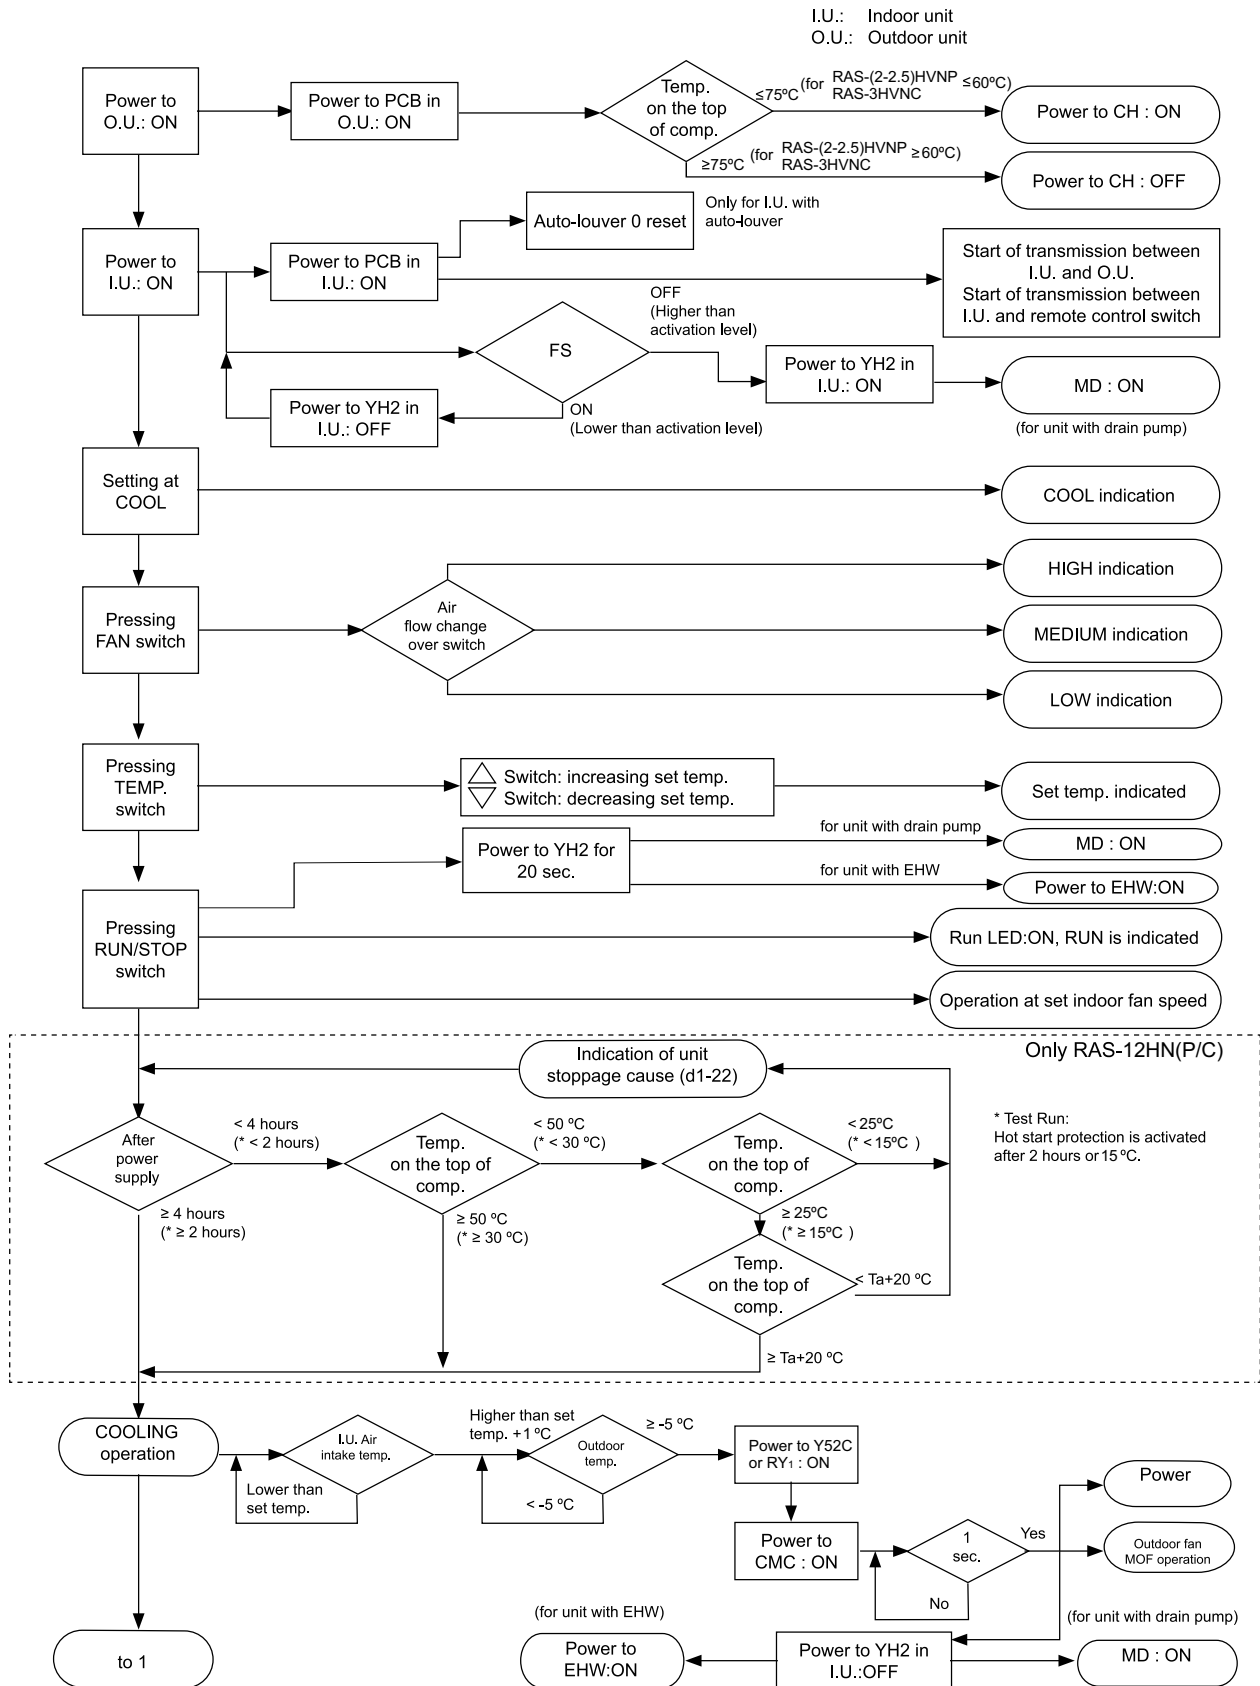 I.U.: Indoor unit
O.U.: Outdoor unit
Power to
O.U.: ON
Power to PCB in
O.U.: ON
Temp.
on the top
of comp.
≤75ºC (for RAS-(2-2.5)HVNP ≤60ºC)
RAS-3HVNC
Power to CH : ON
≥75ºC (for RAS-(2-2.5)HVNP ≥60ºC)
RAS-3HVNC
Power to CH : OFF
Power to
I.U.: ON
Power to PCB in
I.U.: ON
Auto-louver 0 reset
Only for I.U. with
auto-louver
Start of transmission between
I.U. and O.U.
Start of transmission between
I.U. and remote control switch
FS
OFF
(Higher than
activation level)
Power to YH2 in
I.U.: ON
MD : ON
(for unit with drain pump)
Power to YH2 in
I.U.: OFF
ON
(Lower than activation level)
Setting at
COOL
COOL indication
Pressing
FAN switch
Air
flow change
over switch
HIGH indication
MEDIUM indication
LOW indication
Pressing
TEMP.
switch
△ Switch: increasing set temp.
▽ Switch: decreasing set temp.
Set temp. indicated
Pressing
RUN/STOP
switch
Power to YH2 for
20 sec.
for unit with drain pump
MD : ON
for unit with EHW
Power to EHW:ON
Run LED:ON, RUN is indicated
Operation at set indoor fan speed
Only RAS-12HN(P/C)
Indication of unit
stoppage cause (d1-22)
After
power
supply
< 4 hours
(* < 2 hours)
≥ 4 hours
(* ≥ 2 hours)
Temp.
on the top of
comp.
< 50 ºC
(* < 30 ºC)
≥ 50 ºC
(* ≥ 30 ºC)
Temp.
on the top of
comp.
< 25ºC
(* < 15ºC )
≥ 25ºC
(* ≥ 15ºC )
Temp.
on the top of
comp.
< Ta+20 ºC
≥ Ta+20 ºC
* Test Run:
Hot start protection is activated
after 2 hours or 15 ºC.
COOLING
operation
I.U. Air
intake temp.
Lower than
set temp.
Higher than set
temp. +1 ºC
Outdoor
temp.
≥ -5 ºC
< -5 ºC
Power to Y52C
or RY1 : ON
Power to
CMC : ON
1
sec.
Yes
No
Power
Outdoor fan
MOF operation
to 1
(for unit with EHW)
Power to
EHW:ON
Power to YH2 in
I.U.:OFF
(for unit with drain pump)
MD : ON